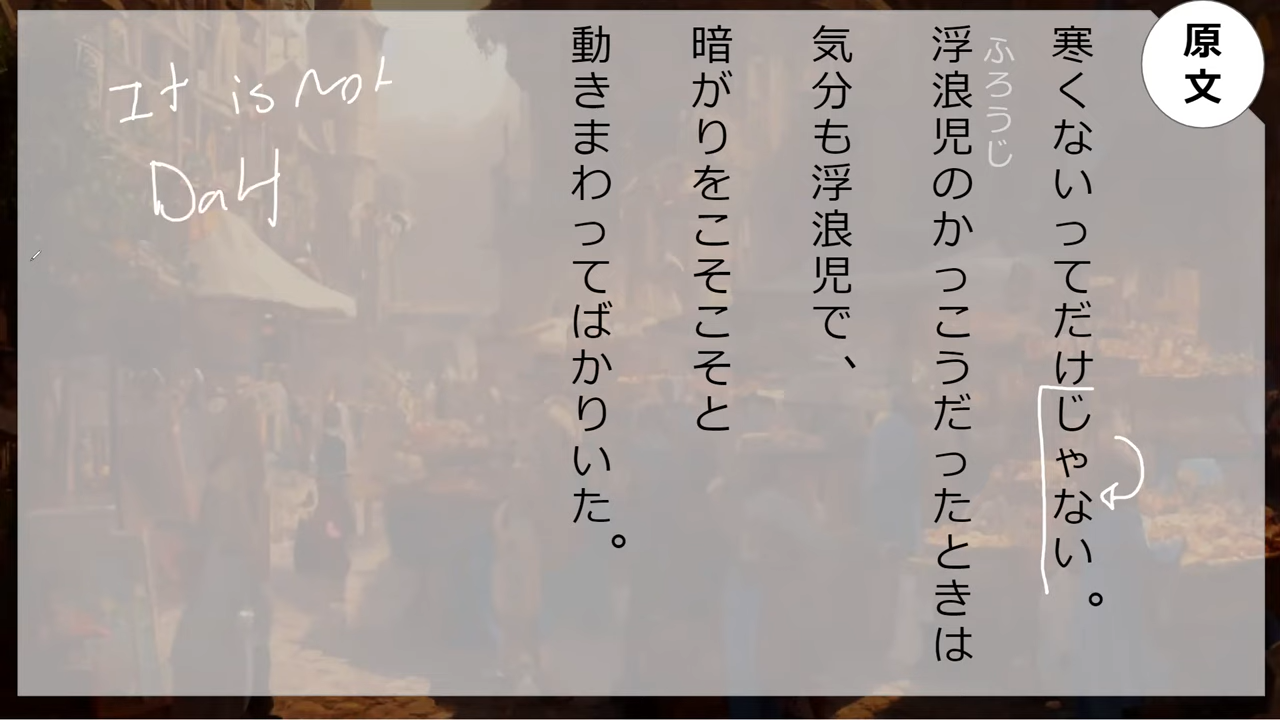 原文
寒くないってだけじゃない。
ふろうじ
浮浪児のかっこうだったときは
気分も浮浪児で、
暗がりをこそこそと
動きまわってばかりいた。
It is not